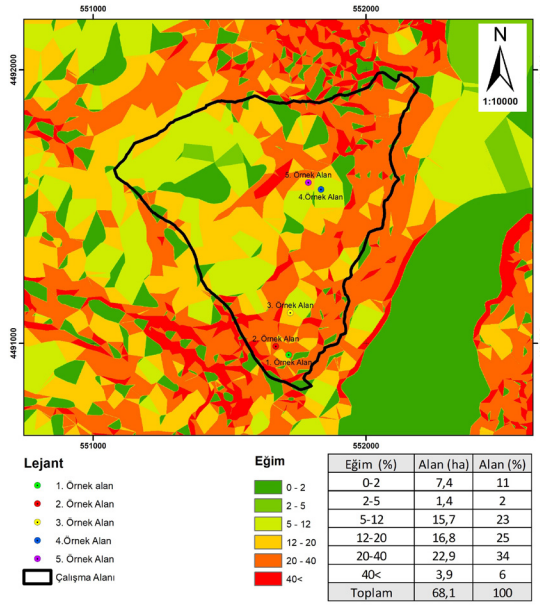 551000
552000
4492000
4491000
N
1:10000
5. Örnek Alan
4.Örnek Alan
3. Örnek Alan
2. Örnek Alan
1. Örnek Alan
551000
552000
Lejant
1. Örnek alan
2. Örnek Alan
3. Örnek Alan
4.Örnek Alan
5. Örnek Alan
Çalışma Alanı
Eğim
0 - 2
2 - 5
5 - 12
12 - 20
20 - 40
40<
Eğim (%) Alan (ha) Alan (%)
0-2 7,4 11
2-5 1,4 2
5-12 15,7 23
12-20 16,8 25
20-40 22,9 34
40< 3,9 6
Toplam 68,1 100